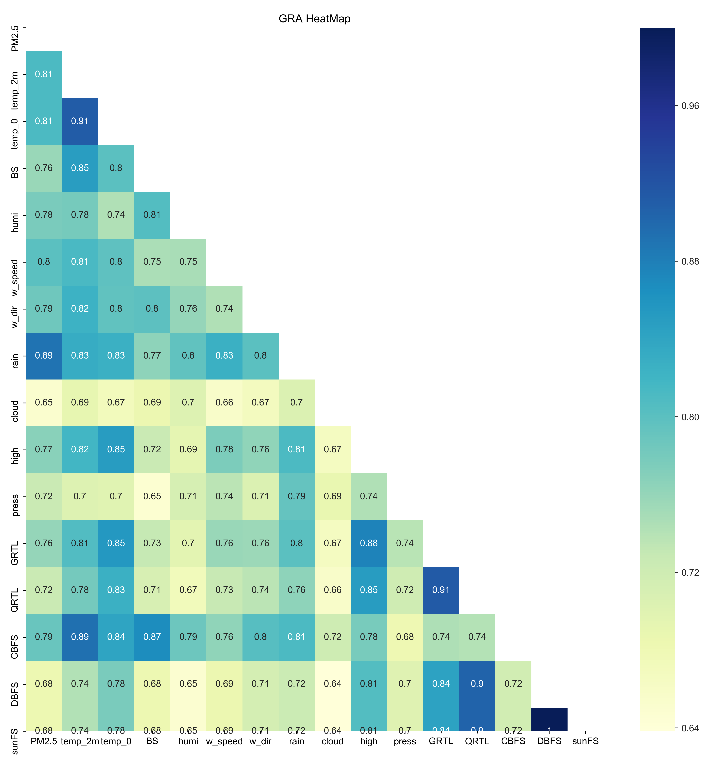 GRA HeatMap
PM2.5
temp_2m 0.81
temp_0 0.81 0.91
BS 0.76 0.85 0.8
humi 0.78 0.78 0.74 0.81
w_speed 0.8 0.81 0.8 0.75 0.75
w_dir 0.79 0.82 0.8 0.8 0.76 0.74
rain 0.89 0.83 0.83 0.77 0.8 0.83 0.8
cloud 0.65 0.69 0.67 0.69 0.7 0.66 0.67 0.7
high 0.77 0.82 0.85 0.72 0.69 0.78 0.76 0.81 0.67
press 0.72 0.7 0.7 0.65 0.71 0.74 0.71 0.79 0.69 0.74
GRTL 0.76 0.81 0.85 0.73 0.7 0.76 0.76 0.8 0.67 0.88 0.74
QRTL 0.72 0.78 0.83 0.71 0.67 0.73 0.74 0.76 0.66 0.85 0.72 0.91
CBFS 0.79 0.89 0.84 0.87 0.79 0.76 0.8 0.81 0.72 0.78 0.68 0.74 0.74
DBFS 0.68 0.74 0.78 0.68 0.65 0.69 0.71 0.72 0.64 0.81 0.7 0.84 0.9 0.72
sunFS 0.68 0.74 0.78 0.68 0.65 0.69 0.71 0.72 0.64 0.81 0.7 0.84 0.9 0.72 1
PM2.5 temp_2m temp_0 BS humi w_speed w_dir rain cloud high press GRTL QRTL CBFS DBFS sunFS
0.96
0.88
0.80
0.72
0.64